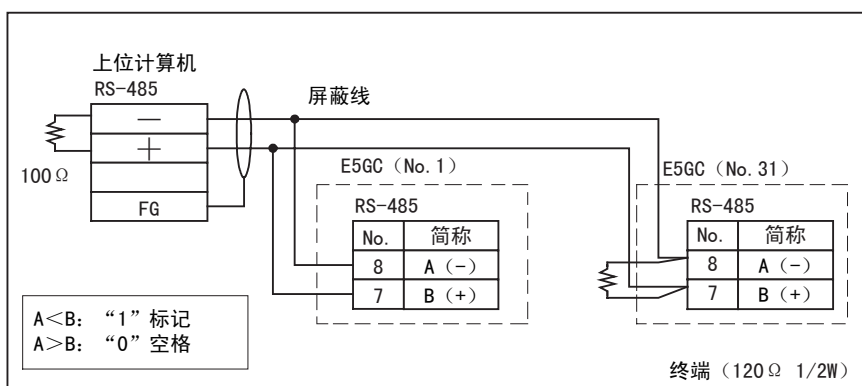 上位计算机
RS-485
－
＋
FG
100Ω
屏蔽线
E5GC（No.1）
RS-485
No. 简称
8 A（－）
7 B（＋）
E5GC（No.31）
RS-485
No. 简称
8 A（－）
7 B（＋）
A＜B：“1”标记
A＞B：“0”空格
终端（120Ω 1/2W）